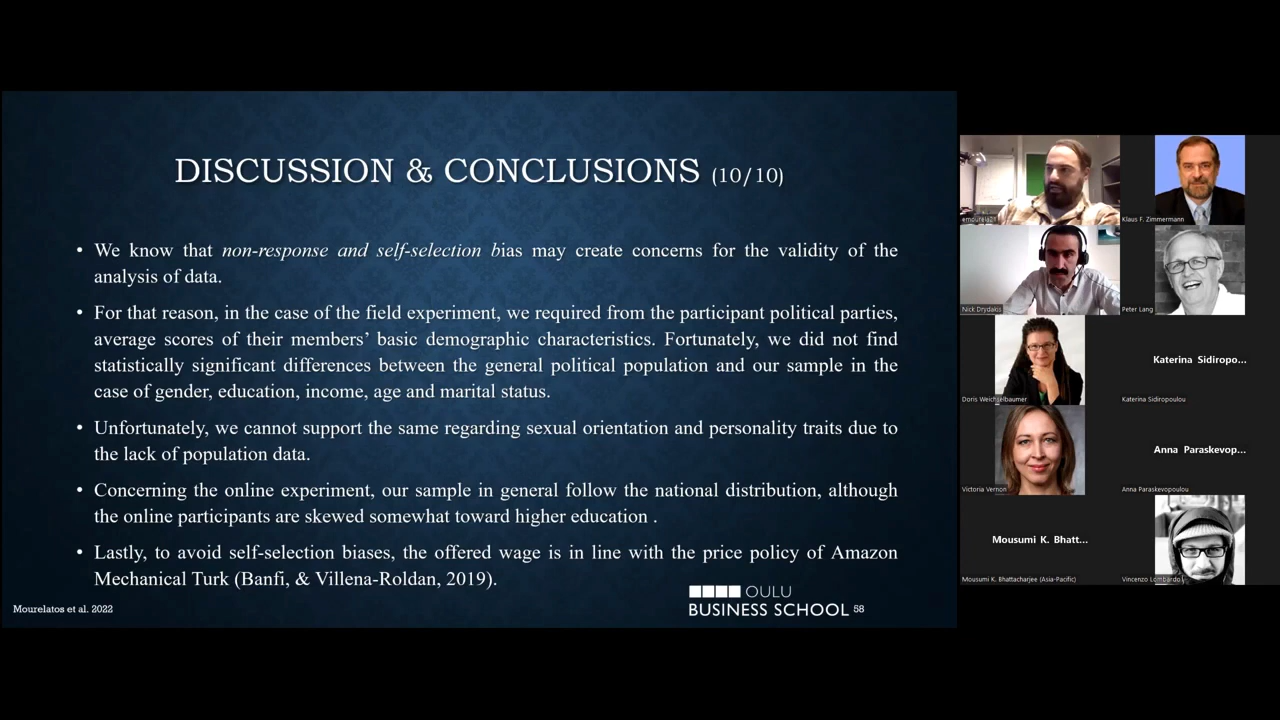 DISCUSSION & CONCLUSIONS (10/10)
• We know that non-response and self-selection bias may create concerns for the validity of the
analysis of data.
• For that reason, in the case of the field experiment, we required from the participant political parties,
average scores of their members’ basic demographic characteristics. Fortunately, we did not find
statistically significant differences between the general political population and our sample in the
case of gender, education, income, age and marital status.
• Unfortunately, we cannot support the same regarding sexual orientation and personality traits due to
the lack of population data.
• Concerning the online experiment, our sample in general follow the national distribution, although
the online participants are skewed somewhat toward higher education .
• Lastly, to avoid self-selection biases, the offered wage is in line with the price policy of Amazon
Mechanical Turk (Banfi, & Villena-Roldan, 2019).
Mourelatos et al. 2022
OULU
BUSINESS SCHOOL 58
Klaus F. Zimmermann
Nick Drydakis
Peter Lang
Doris Weichselbaumer
Katerina Sidiropo...
Katerina Sidiropoulou
Victoria Vernon
Anna Paraskevop...
Anna Paraskevopoulou
Mousumi K. Bhatt...
Mousumi K. Bhattacharjee (Asia-Pacific)
Vincenzo Lombardo